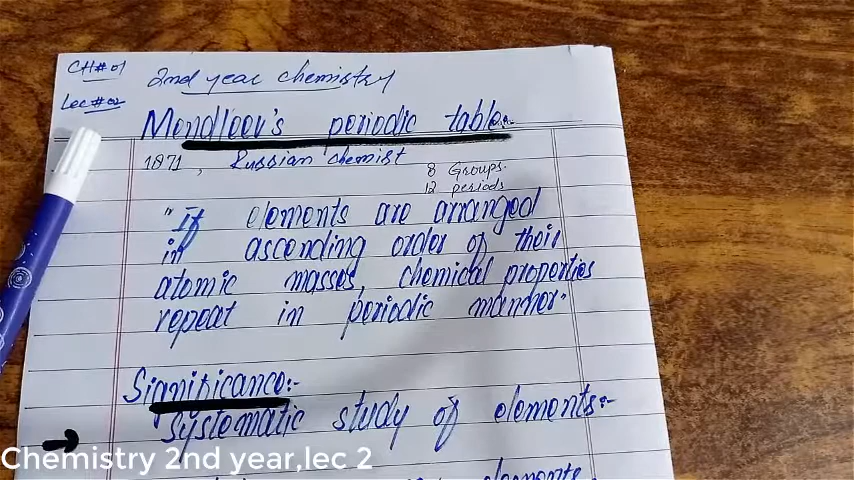 CH#01
2nd year chemistry
Lec#02
Mendleev's periodic table:-
1871, Russian chemist
8 Groups.
12 periods
"If elements are arranged
in ascending order of their
atomic masses, chemical properties
repeat in periodic manner"
Significance:-
Systematic study of elements:-
elements
Chemistry 2nd year,lec 2